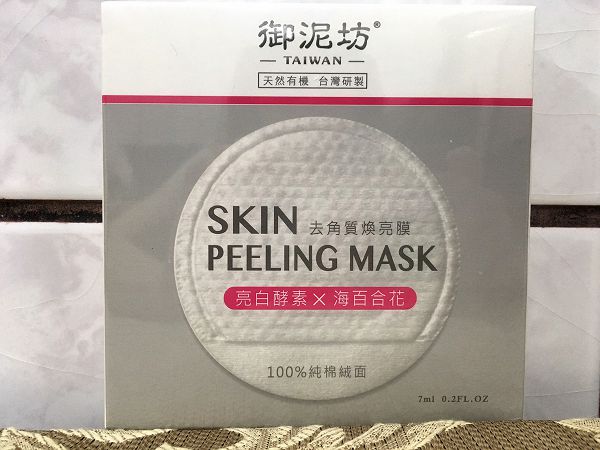 御泥坊®
TAIWAN
天然有機 台灣研製
SKIN 去角質煥亮膜
PEELING MASK
亮白酵素×海百合花
100%純棉絨面
7ml 0.2FL.OZ